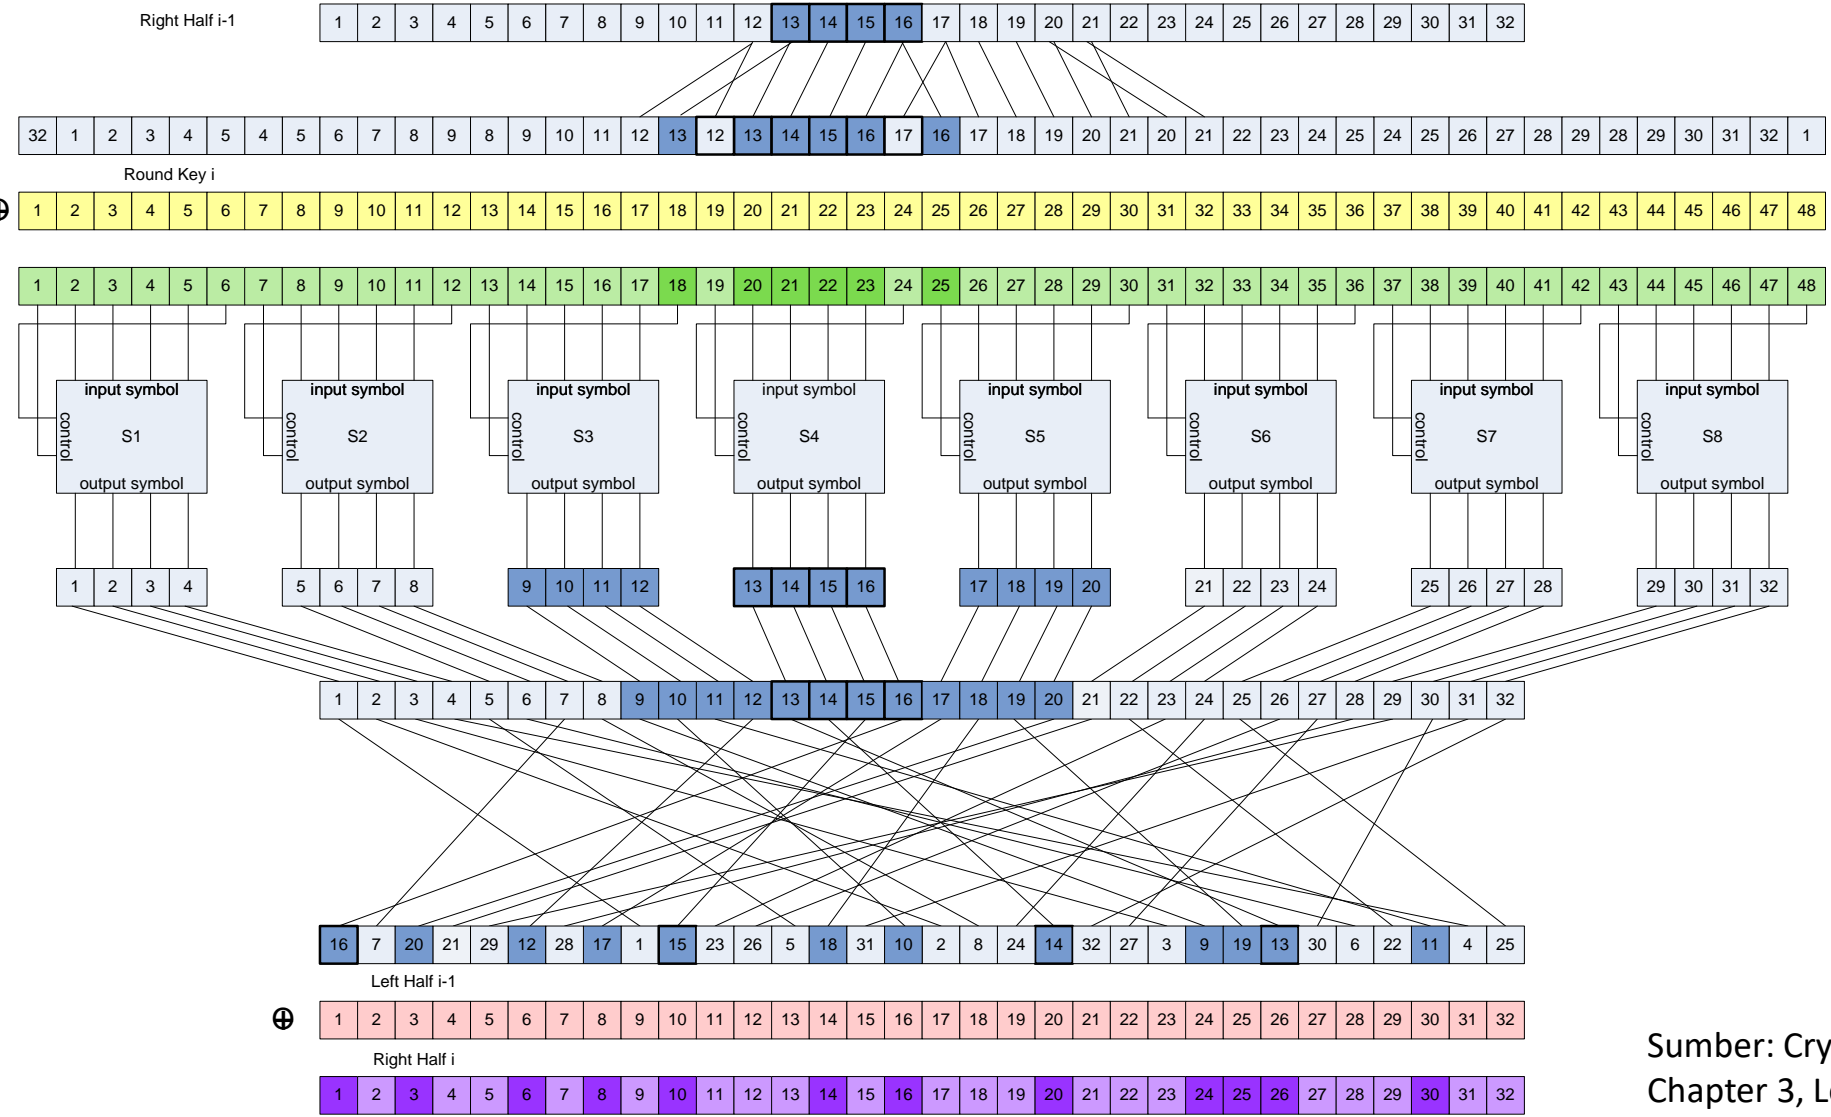 Right Half i-1
1 2 3 4 5 6 7 8 9 10 11 12 13 14 15 16 17 18 19 20 21 22 23 24 25 26 27 28 29 30 31 32
32 1 2 3 4 5 4 5 6 7 8 9 8 9 10 11 12 13 12 13 14 15 16 17 16 17 18 19 20 21 20 21 22 23 24 25 24 25 26 27 28 29 28 29 30 31 32 1
Round Key i
⊕ 1 2 3 4 5 6 7 8 9 10 11 12 13 14 15 16 17 18 19 20 21 22 23 24 25 26 27 28 29 30 31 32 33 34 35 36 37 38 39 40 41 42 43 44 45 46 47 48
1 2 3 4 5 6 7 8 9 10 11 12 13 14 15 16 17 18 19 20 21 22 23 24 25 26 27 28 29 30 31 32 33 34 35 36 37 38 39 40 41 42 43 44 45 46 47 48
input symbol input symbol input symbol input symbol input symbol input symbol input symbol input symbol
control S1 control S2 control S3 control S4 control S5 control S6 control S7 control S8
output symbol output symbol output symbol output symbol output symbol output symbol output symbol output symbol
1 2 3 4 5 6 7 8 9 10 11 12 13 14 15 16 17 18 19 20 21 22 23 24 25 26 27 28 29 30 31 32
1 2 3 4 5 6 7 8 9 10 11 12 13 14 15 16 17 18 19 20 21 22 23 24 25 26 27 28 29 30 31 32
16 7 20 21 29 12 28 17 1 15 23 26 5 18 31 10 2 8 24 14 32 27 3 9 19 13 30 6 22 11 4 25
Left Half i-1
⊕ 1 2 3 4 5 6 7 8 9 10 11 12 13 14 15 16 17 18 19 20 21 22 23 24 25 26 27 28 29 30 31 32
Right Half i
1 2 3 4 5 6 7 8 9 10 11 12 13 14 15 16 17 18 19 20 21 22 23 24 25 26 27 28 29 30 31 32
Sumber: Cry
Chapter 3, Le